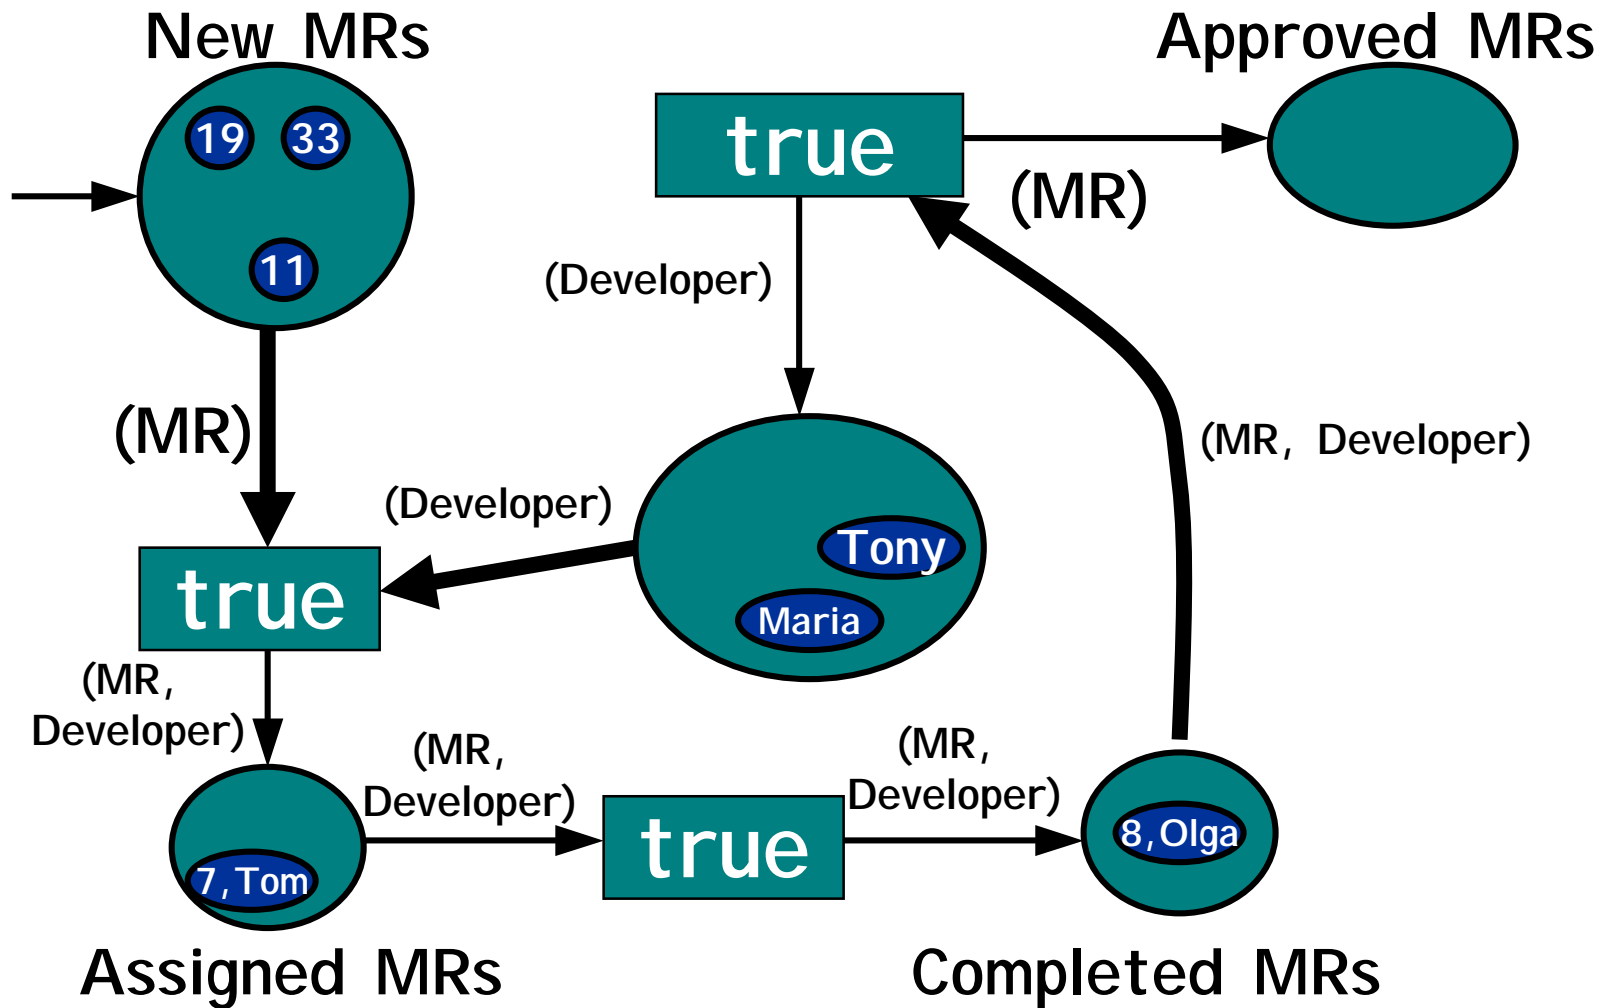 New MRs
Approved MRs
19
33
true
(MR)
11
(Developer)
(MR)
(MR, Developer)
(Developer)
Tony
true
Maria
(MR,
Developer)
(MR,
Developer)
(MR,
Developer)
true
8,Olga
7,Tom
Assigned MRs
Completed MRs